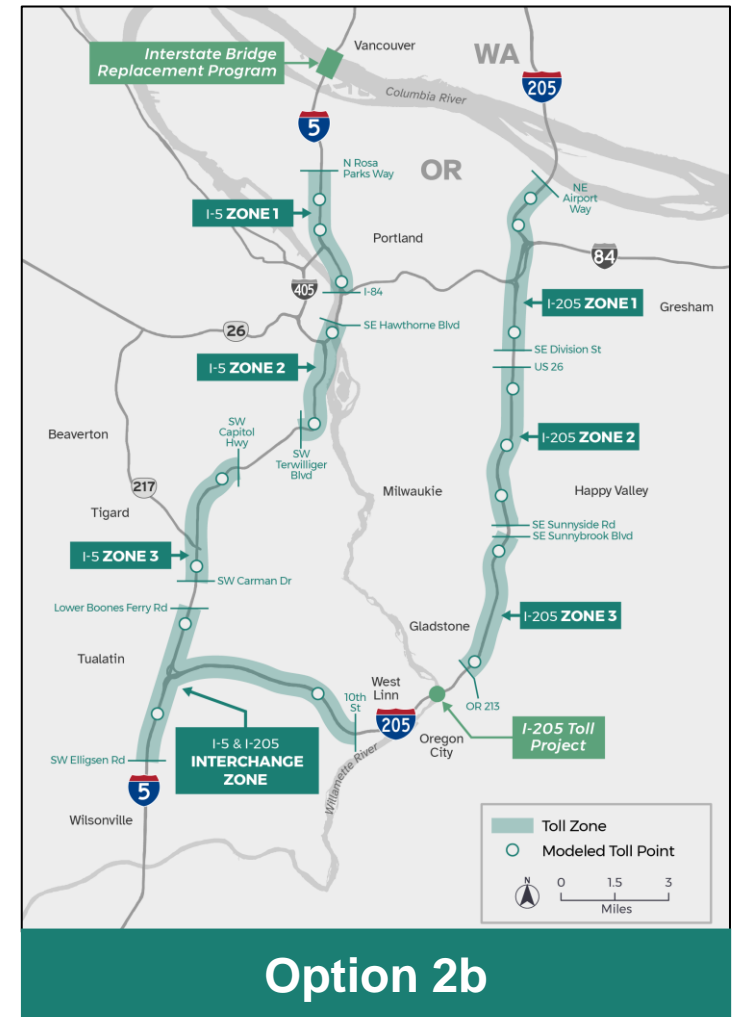 Vancouver
WA
Interstate Bridge
Replacement Program
205
Columbia River
5
N Rosa
Parks Way
OR
NE
Airport
Way
I-5 ZONE 1
Portland
84
405
I-84
I-205 ZONE 1
Gresham
26
SE Hawthorne Blvd
SE Division St
US 26
I-5 ZONE 2
SW
Capitol
Hwy
Beaverton
SW
Terwilliger
Blvd
I-205 ZONE 2
217
Milwaukie
Happy Valley
Tigard
SE Sunnyside Rd
SE Sunnybrook Blvd
I-5 ZONE 3
SW Carman Dr
Lower Boones Ferry Rd
I-205 ZONE 3
Gladstone
Tualatin
West
Linn
10th
St
OR 213
205
I-5 & I-205
INTERCHANGE
ZONE
Oregon
City
I-205 Toll
Project
SW Elligsen Rd
Willamette River
5
Wilsonville
Toll Zone
Modeled Toll Point
N
0 1.5 3
Miles
Option 2b